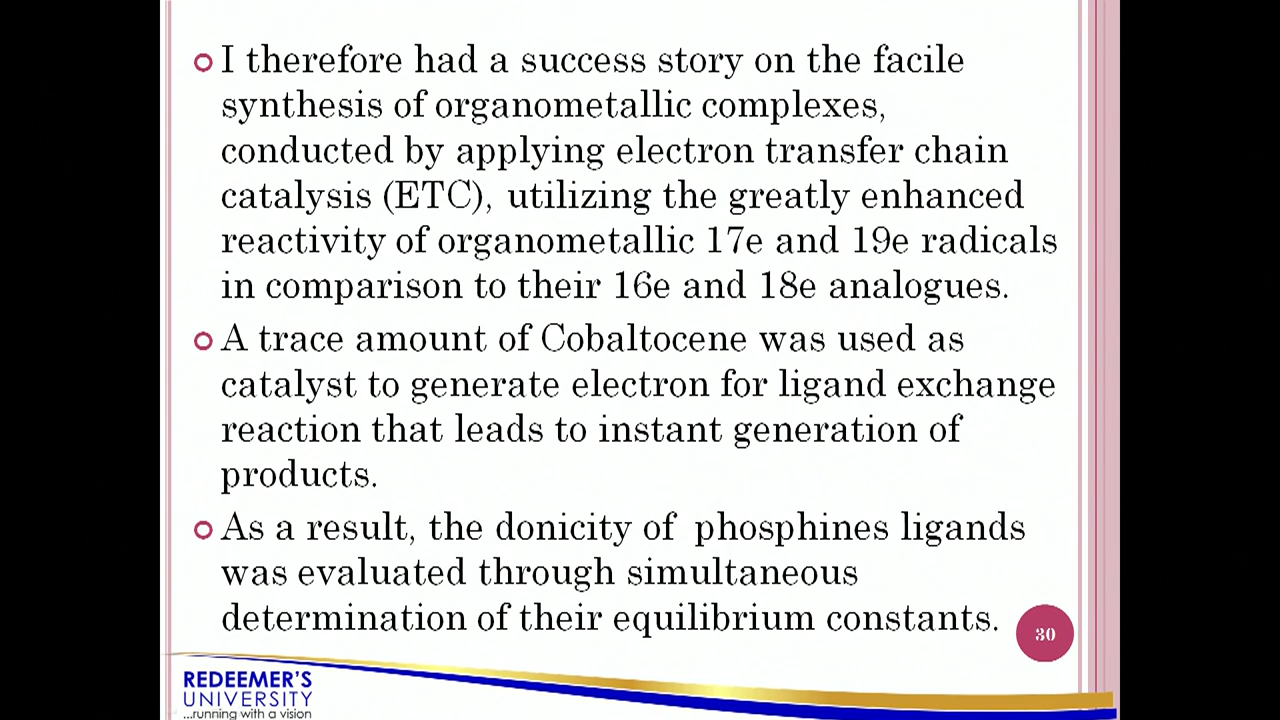 I therefore had a success story on the facile
synthesis of organometallic complexes,
conducted by applying electron transfer chain
catalysis (ETC), utilizing the greatly enhanced
reactivity of organometallic 17e and 19e radicals
in comparison to their 16e and 18e analogues.
A trace amount of Cobaltocene was used as
catalyst to generate electron for ligand exchange
reaction that leads to instant generation of
products.
As a result, the donicity of phosphines ligands
was evaluated through simultaneous
determination of their equilibrium constants.
30
REDEEMER'S
UNIVERSITY
...running with a vision